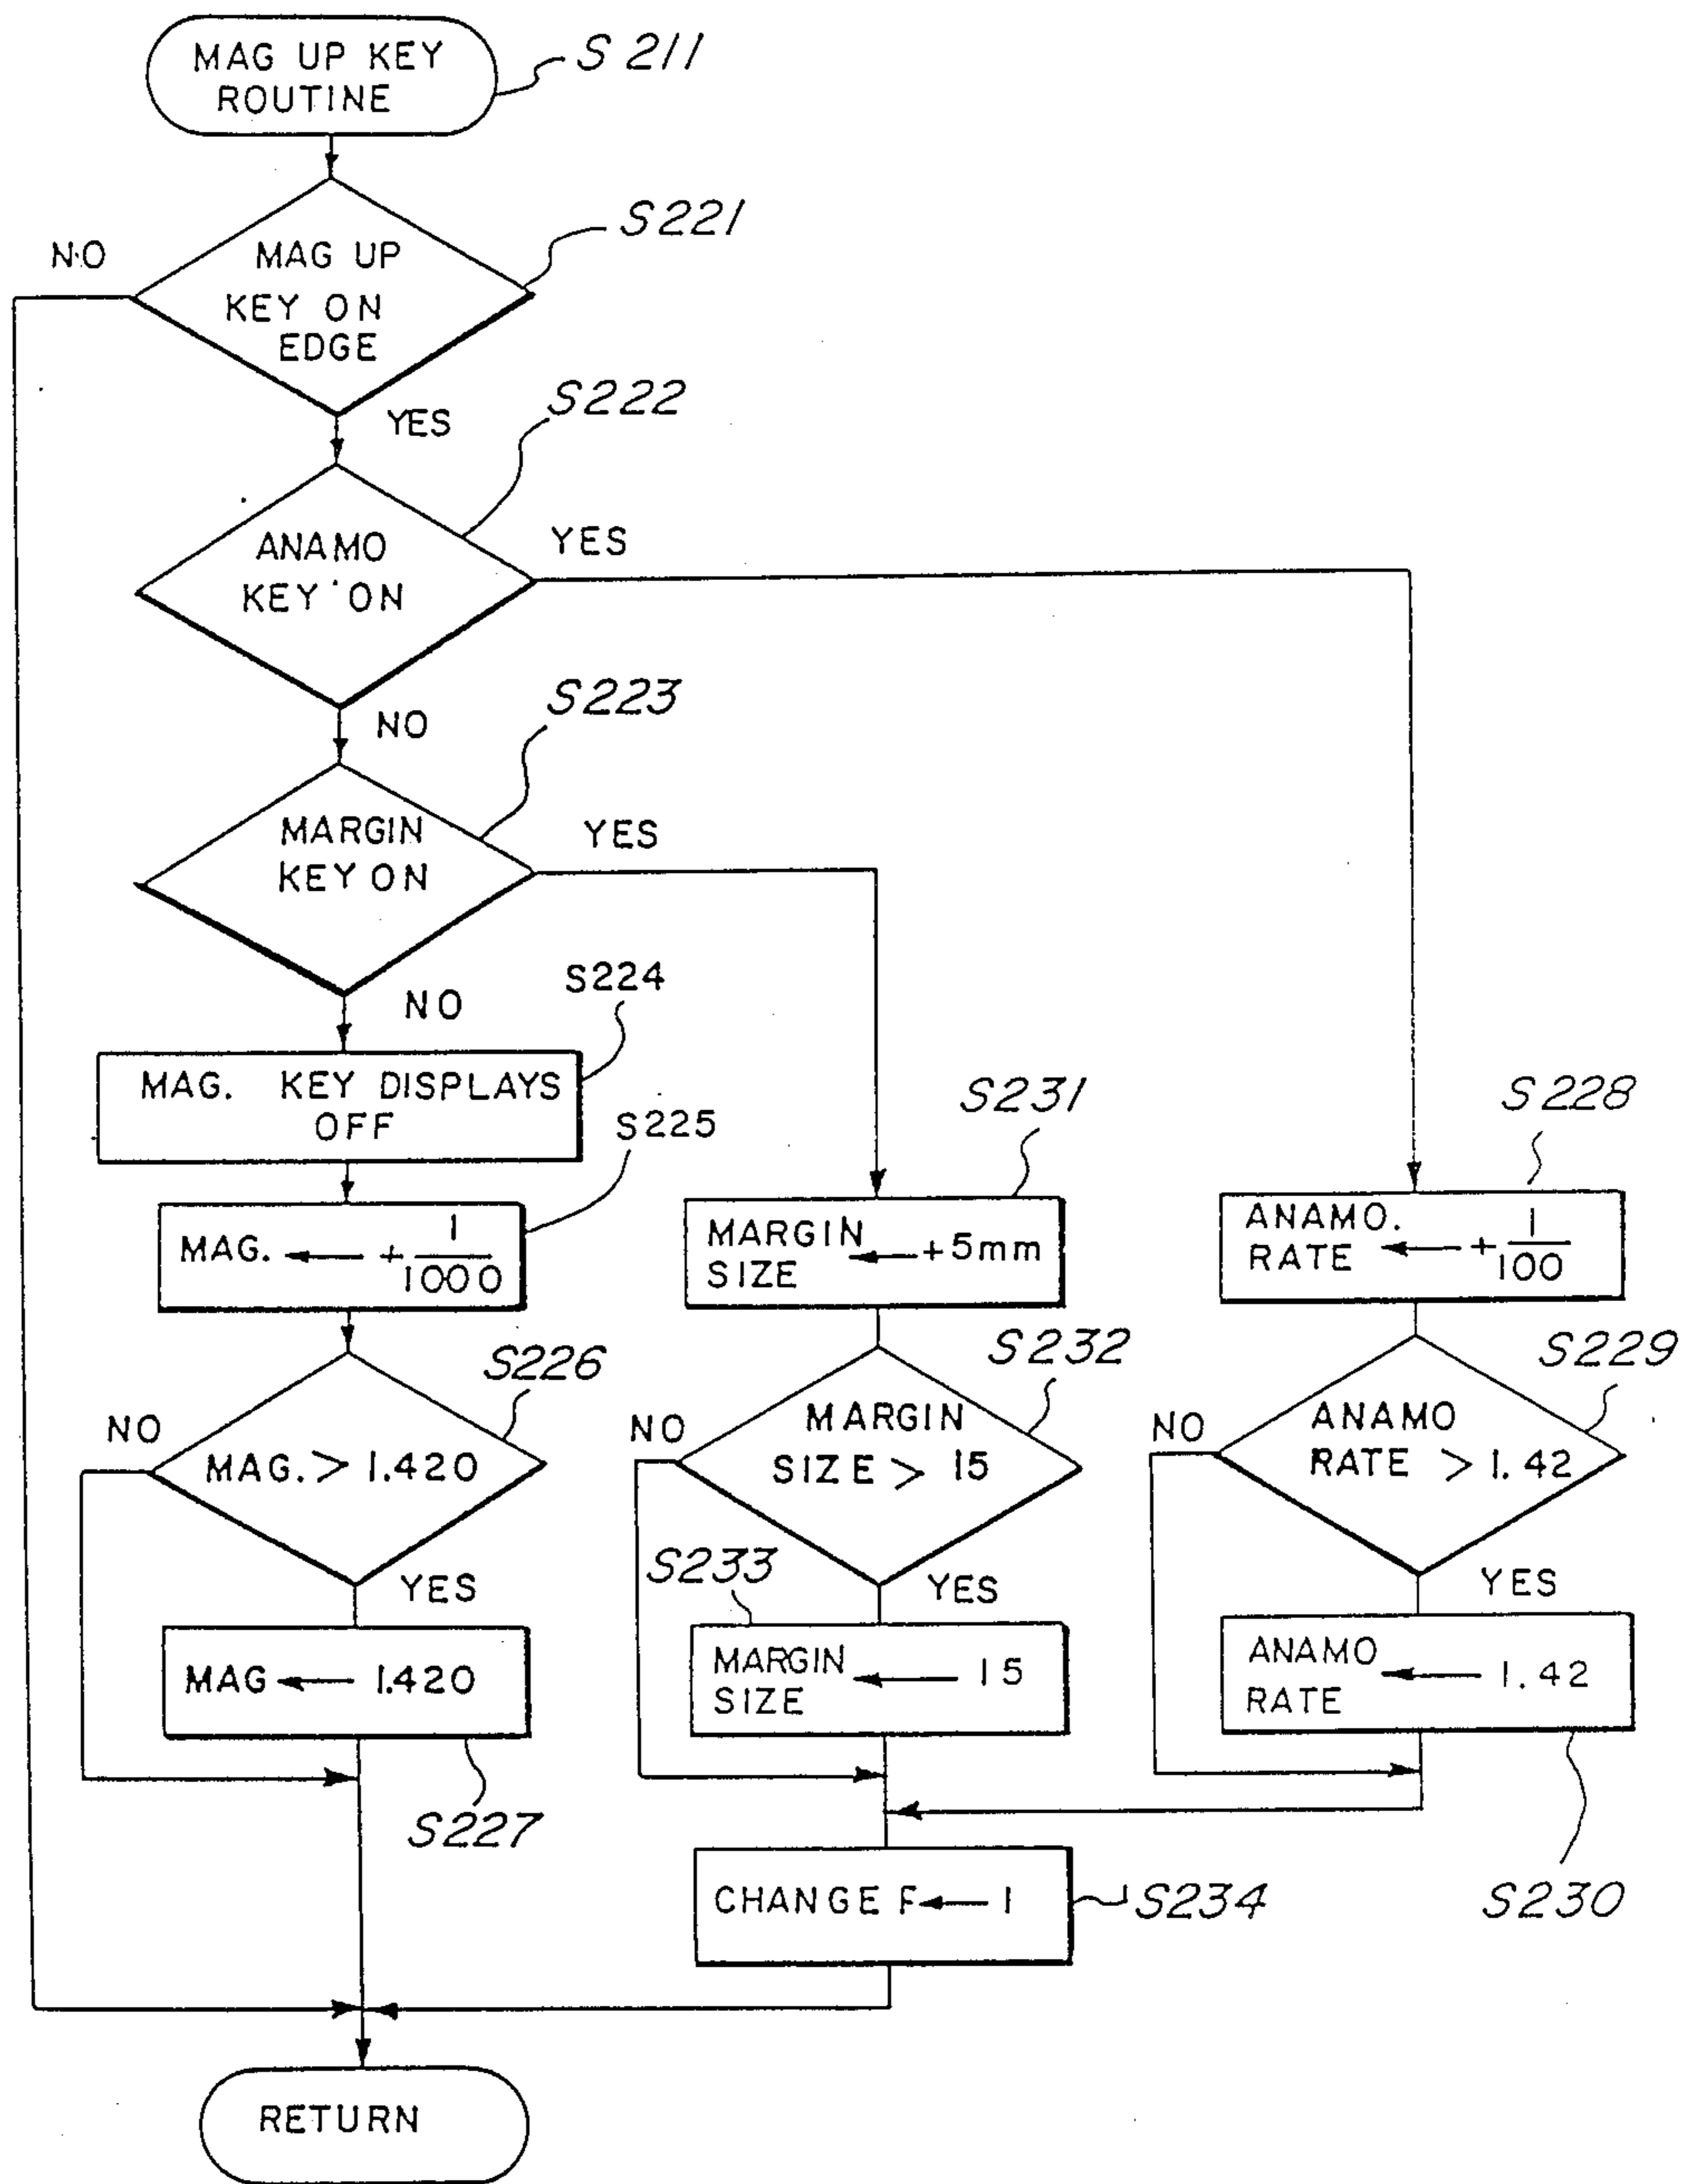 MAG UP KEY
ROUTINE
S 211
MAG UP
KEY ON
EDGE
S221
NO
YES
S222
ANAMO
KEY ON
YES
NO
S223
MARGIN
KEY ON
YES
NO
S224
MAG. KEY DISPLAYS
OFF
S225
MAG. ← + 1/1000
S226
NO
MAG. > 1.420
YES
MAG ← 1.420
S227
S231
MARGIN
SIZE ← +5mm
S232
NO
MARGIN
SIZE > 15
S233
YES
MARGIN
SIZE ← 15
S228
ANAMO.
RATE ← + 1/100
S229
NO
ANAMO
RATE > 1.42
YES
ANAMO
RATE ← 1.42
S230
CHANGE F ← 1
S234
RETURN